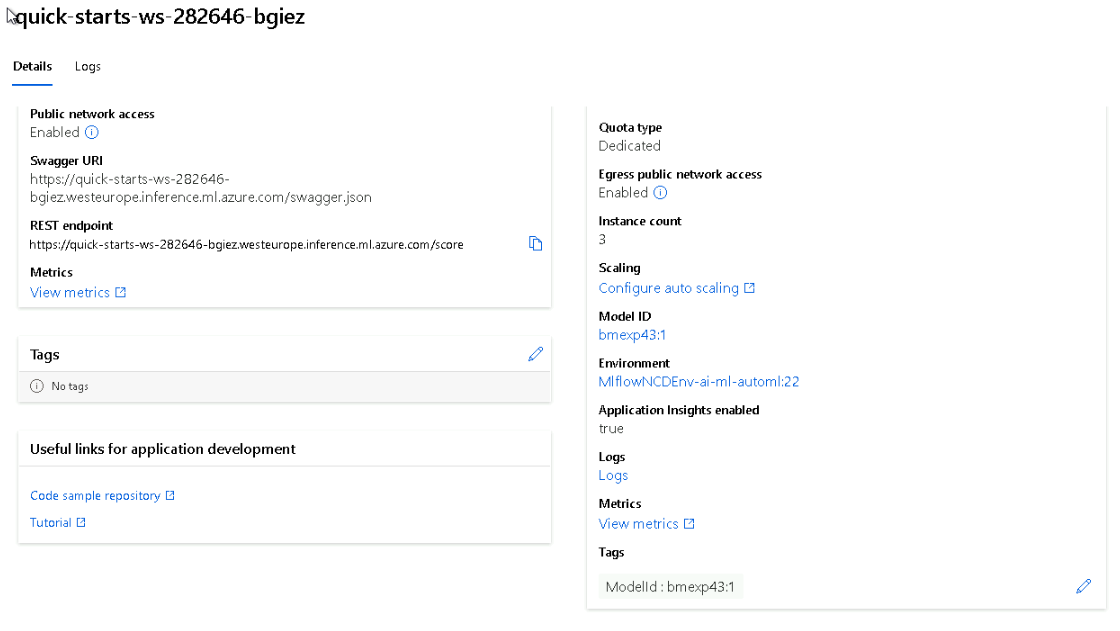 quick-starts-ws-282646-bgiez
Details
Logs
Public network access
Enabled
Swagger URI
https://quick-starts-ws-282646-
bgiez.westeurope.inference.ml.azure.com/swagger.json
REST endpoint
https://quick-starts-ws-282646-bgiez.westeurope.inference.ml.azure.com/score
Metrics
View metrics
Tags
No tags
Useful links for application development
Code sample repository
Tutorial
Quota type
Dedicated
Egress public network access
Enabled
Instance count
3
Scaling
Configure auto scaling
Model ID
bmexp43:1
Environment
MlflowNCDEnv-ai-ml-automl:22
Application Insights enabled
true
Logs
Logs
Metrics
View metrics
Tags
ModelId : bmexp43:1